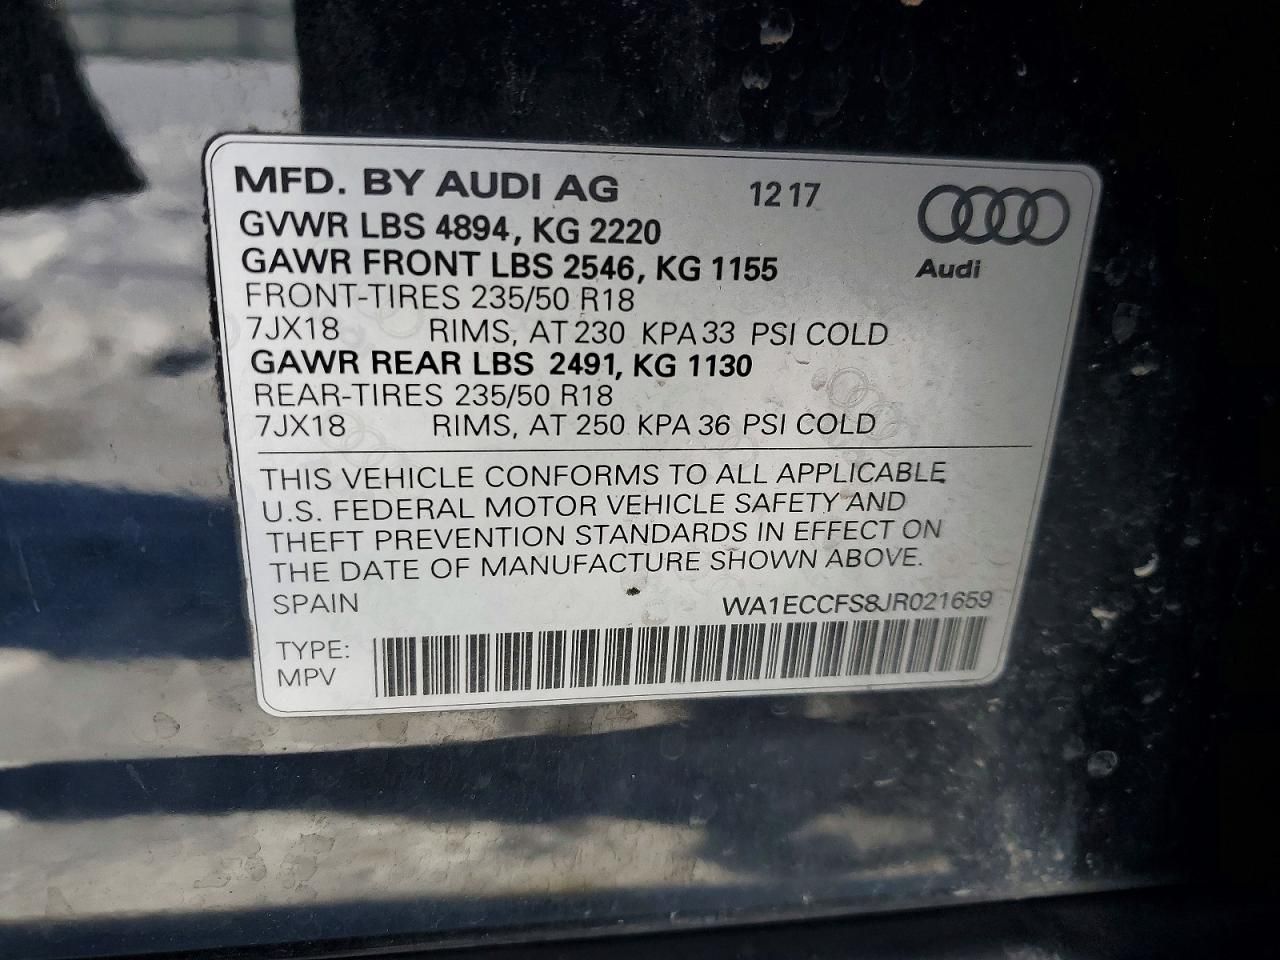 MFD. BY AUDI AG 12 17
Audi
GVWR LBS 4894, KG 2220
GAWR FRONT LBS 2546, KG 1155
FRONT-TIRES 235/50 R18
7JX18 RIMS, AT 230 KPA 33 PSI COLD
GAWR REAR LBS 2491, KG 1130
REAR-TIRES 235/50 R18
7JX18 RIMS, AT 250 KPA 36 PSI COLD
THIS VEHICLE CONFORMS TO ALL APPLICABLE
U.S. FEDERAL MOTOR VEHICLE SAFETY AND
THEFT PREVENTION STANDARDS IN EFFECT ON
THE DATE OF MANUFACTURE SHOWN ABOVE.
SPAIN WA1ECCFS8JR021659
TYPE:
MPV